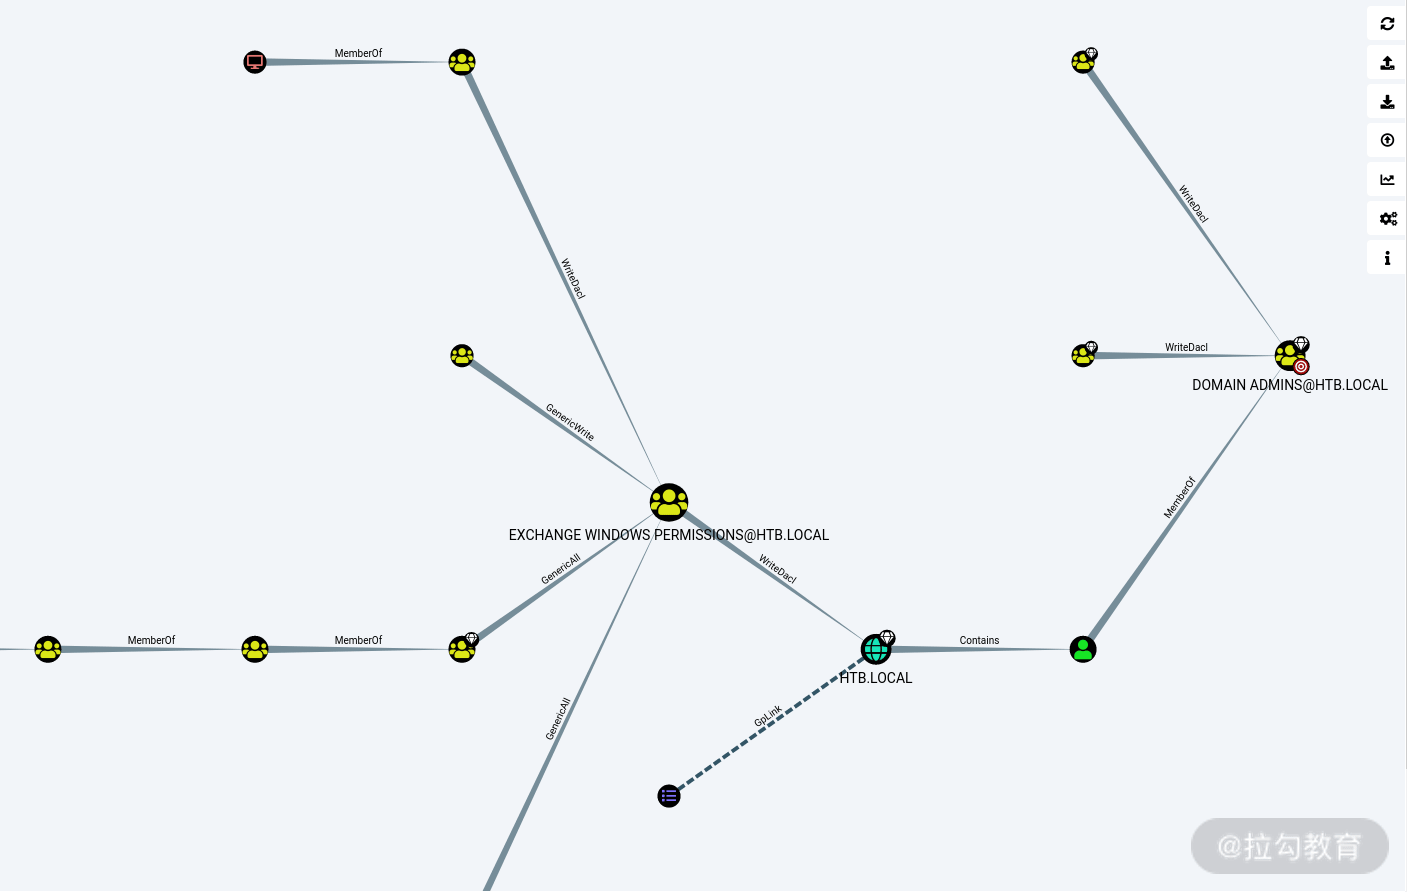 MemberOf
WriteDacl
WriteDacl
WriteDacl
DOMAIN ADMINS@HTB.LOCAL
GenericWrite
MemberOf
EXCHANGE WINDOWS PERMISSIONS@HTB.LOCAL
GenericAll
WriteDacl
MemberOf
MemberOf
Contains
HTB.LOCAL
GenericAll
GpLink
@拉勾教育